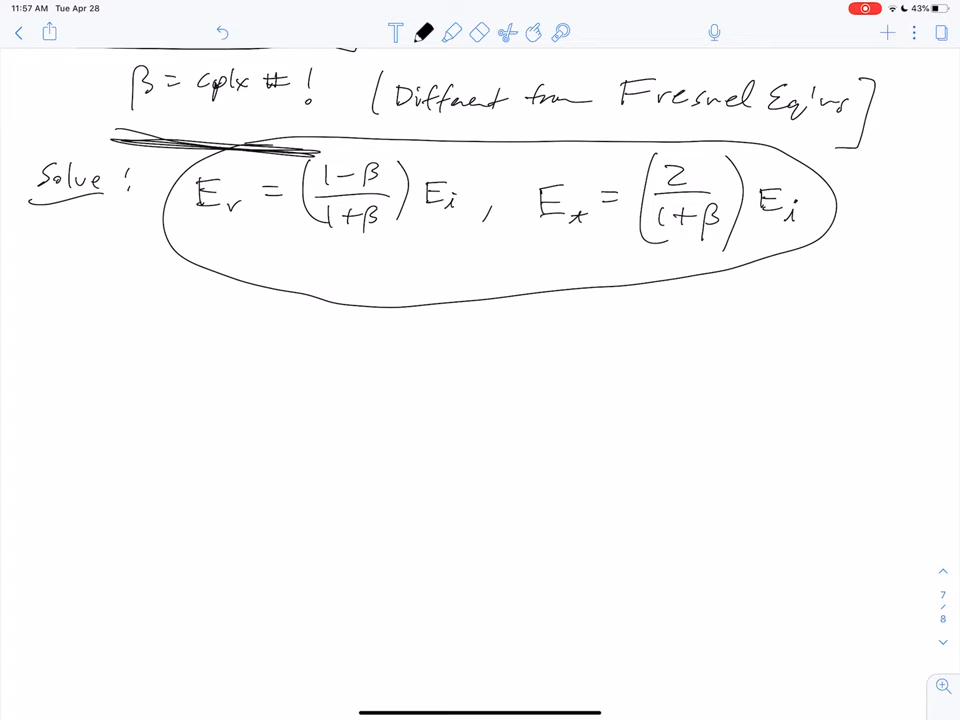 11:57 AM Tue Apr 28 43%
β = cplx # ! (Different from Fresnel Eq'ns]
Solve! E_r = (1-β / 1+β) E_i , E_t = (2 / 1+β) E_i
7
/
8